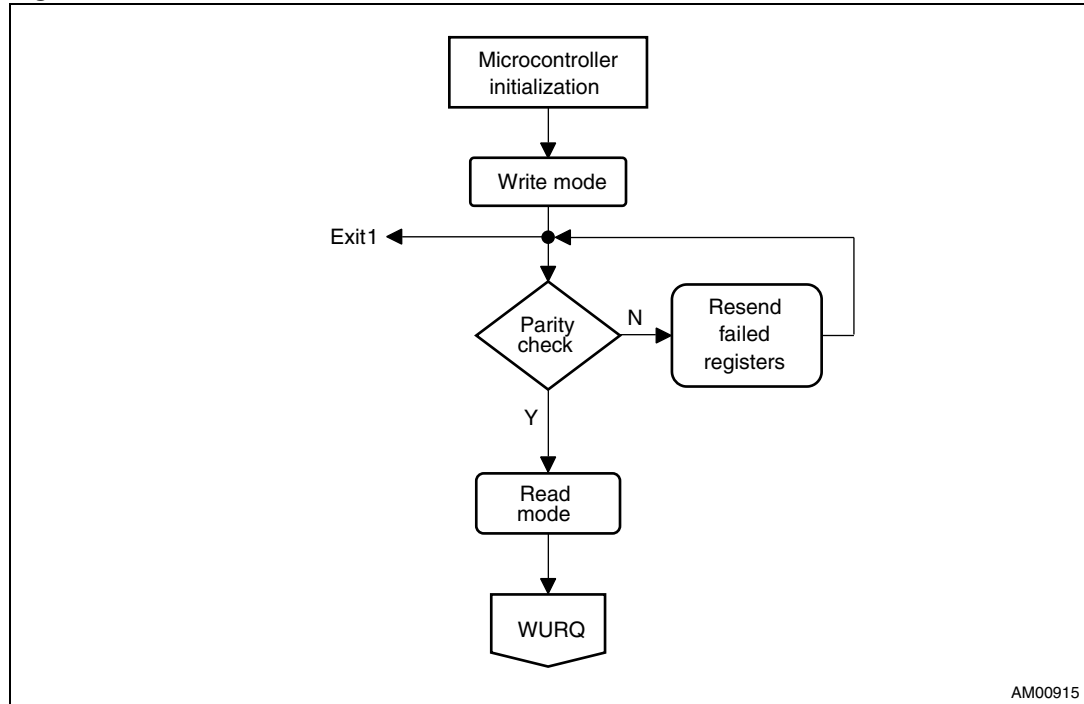 Microcontroller
initialization
Write mode
Exit1
Parity
check
N
Resend
failed
registers
Y
Read
mode
WURQ
AM00915